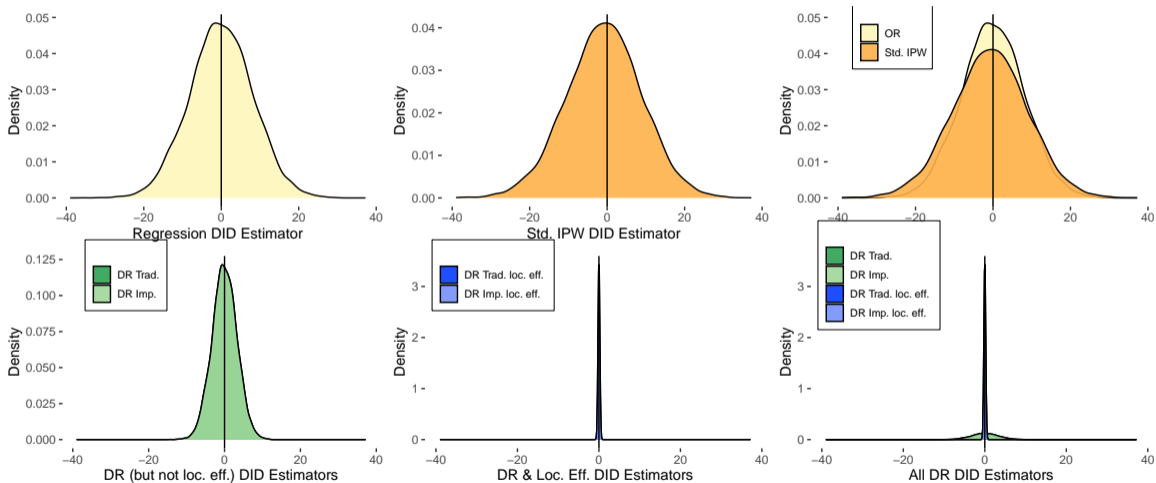 Density
0.05
0.04
0.03
0.02
0.01
0.00
−40 −20 0 20 40
Regression DID Estimator
Density
0.04
0.03
0.02
0.01
0.00
−40 −20 0 20 40
Std. IPW DID Estimator
OR
Std. IPW
Density
0.05
0.04
0.03
0.02
0.01
0.00
−40 −20 0 20 40
DR Trad.
DR Imp.
Density
0.125
0.100
0.075
0.050
0.025
0.000
−40 −20 0 20 40
DR (but not loc. eff.) DID Estimators
DR Trad. loc. eff.
DR Imp. loc. eff.
Density
3
2
1
0
−40 −20 0 20 40
DR & Loc. Eff. DID Estimators
DR Trad.
DR Imp.
DR Trad. loc. eff.
DR Imp. loc. eff.
Density
3
2
1
0
−40 −20 0 20 40
All DR DID Estimators